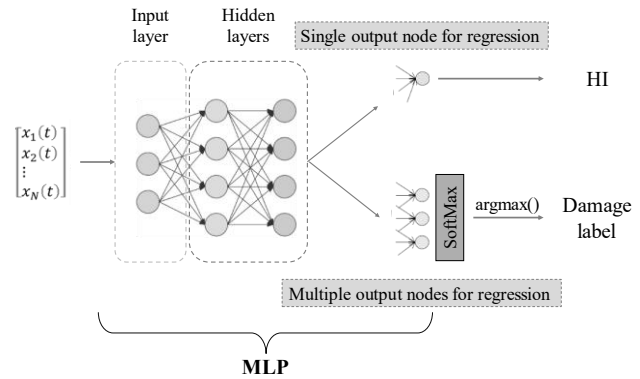 Input
layer
Hidden
layers
Single output node for regression
HI
x₁(t)
x₂(t)
⋮
x_N(t)
SoftMax
argmax()
Damage
label
Multiple output nodes for regression
MLP